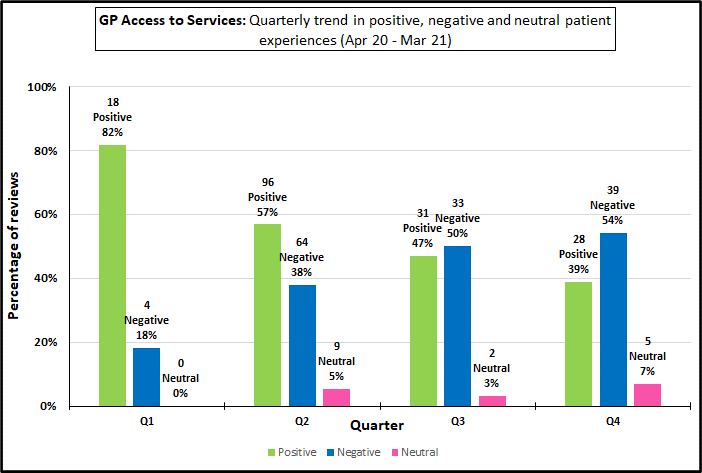 GP Access to Services: Quarterly trend in positive, negative and neutral patient
experiences (Apr 20 - Mar 21)
Percentage of reviews
100%
80%
60%
40%
20%
0%
18
Positive
82%
4
Negative
18%
0
Neutral
0%
96
Positive
57%
64
Negative
38%
9
Neutral
5%
31
Positive
47%
33
Negative
50%
2
Neutral
3%
28
Positive
39%
39
Negative
54%
5
Neutral
7%
Q1
Q2
Q3
Q4
Quarter
Positive Negative Neutral